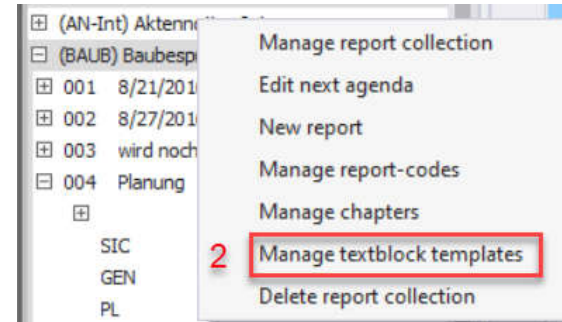 (AN-Int)
(BAUB)
001 8/21/201
002 8/27/201
003 wird noch
004 Planung
SIC
GEN
PL
Manage report collection
Edit next agenda
New report
Manage report-codes
Manage chapters
2 Manage textblock templates
Delete report collection